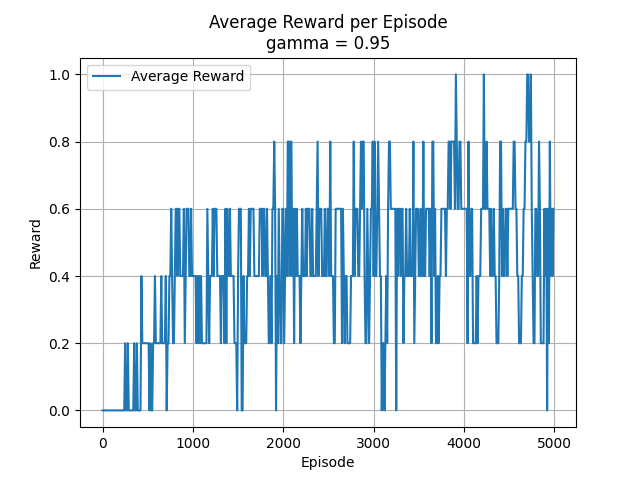 Average Reward per Episode
gamma = 0.95
Average Reward
Reward
1.0
0.8
0.6
0.4
0.2
0.0
0 1000 2000 3000 4000 5000
Episode